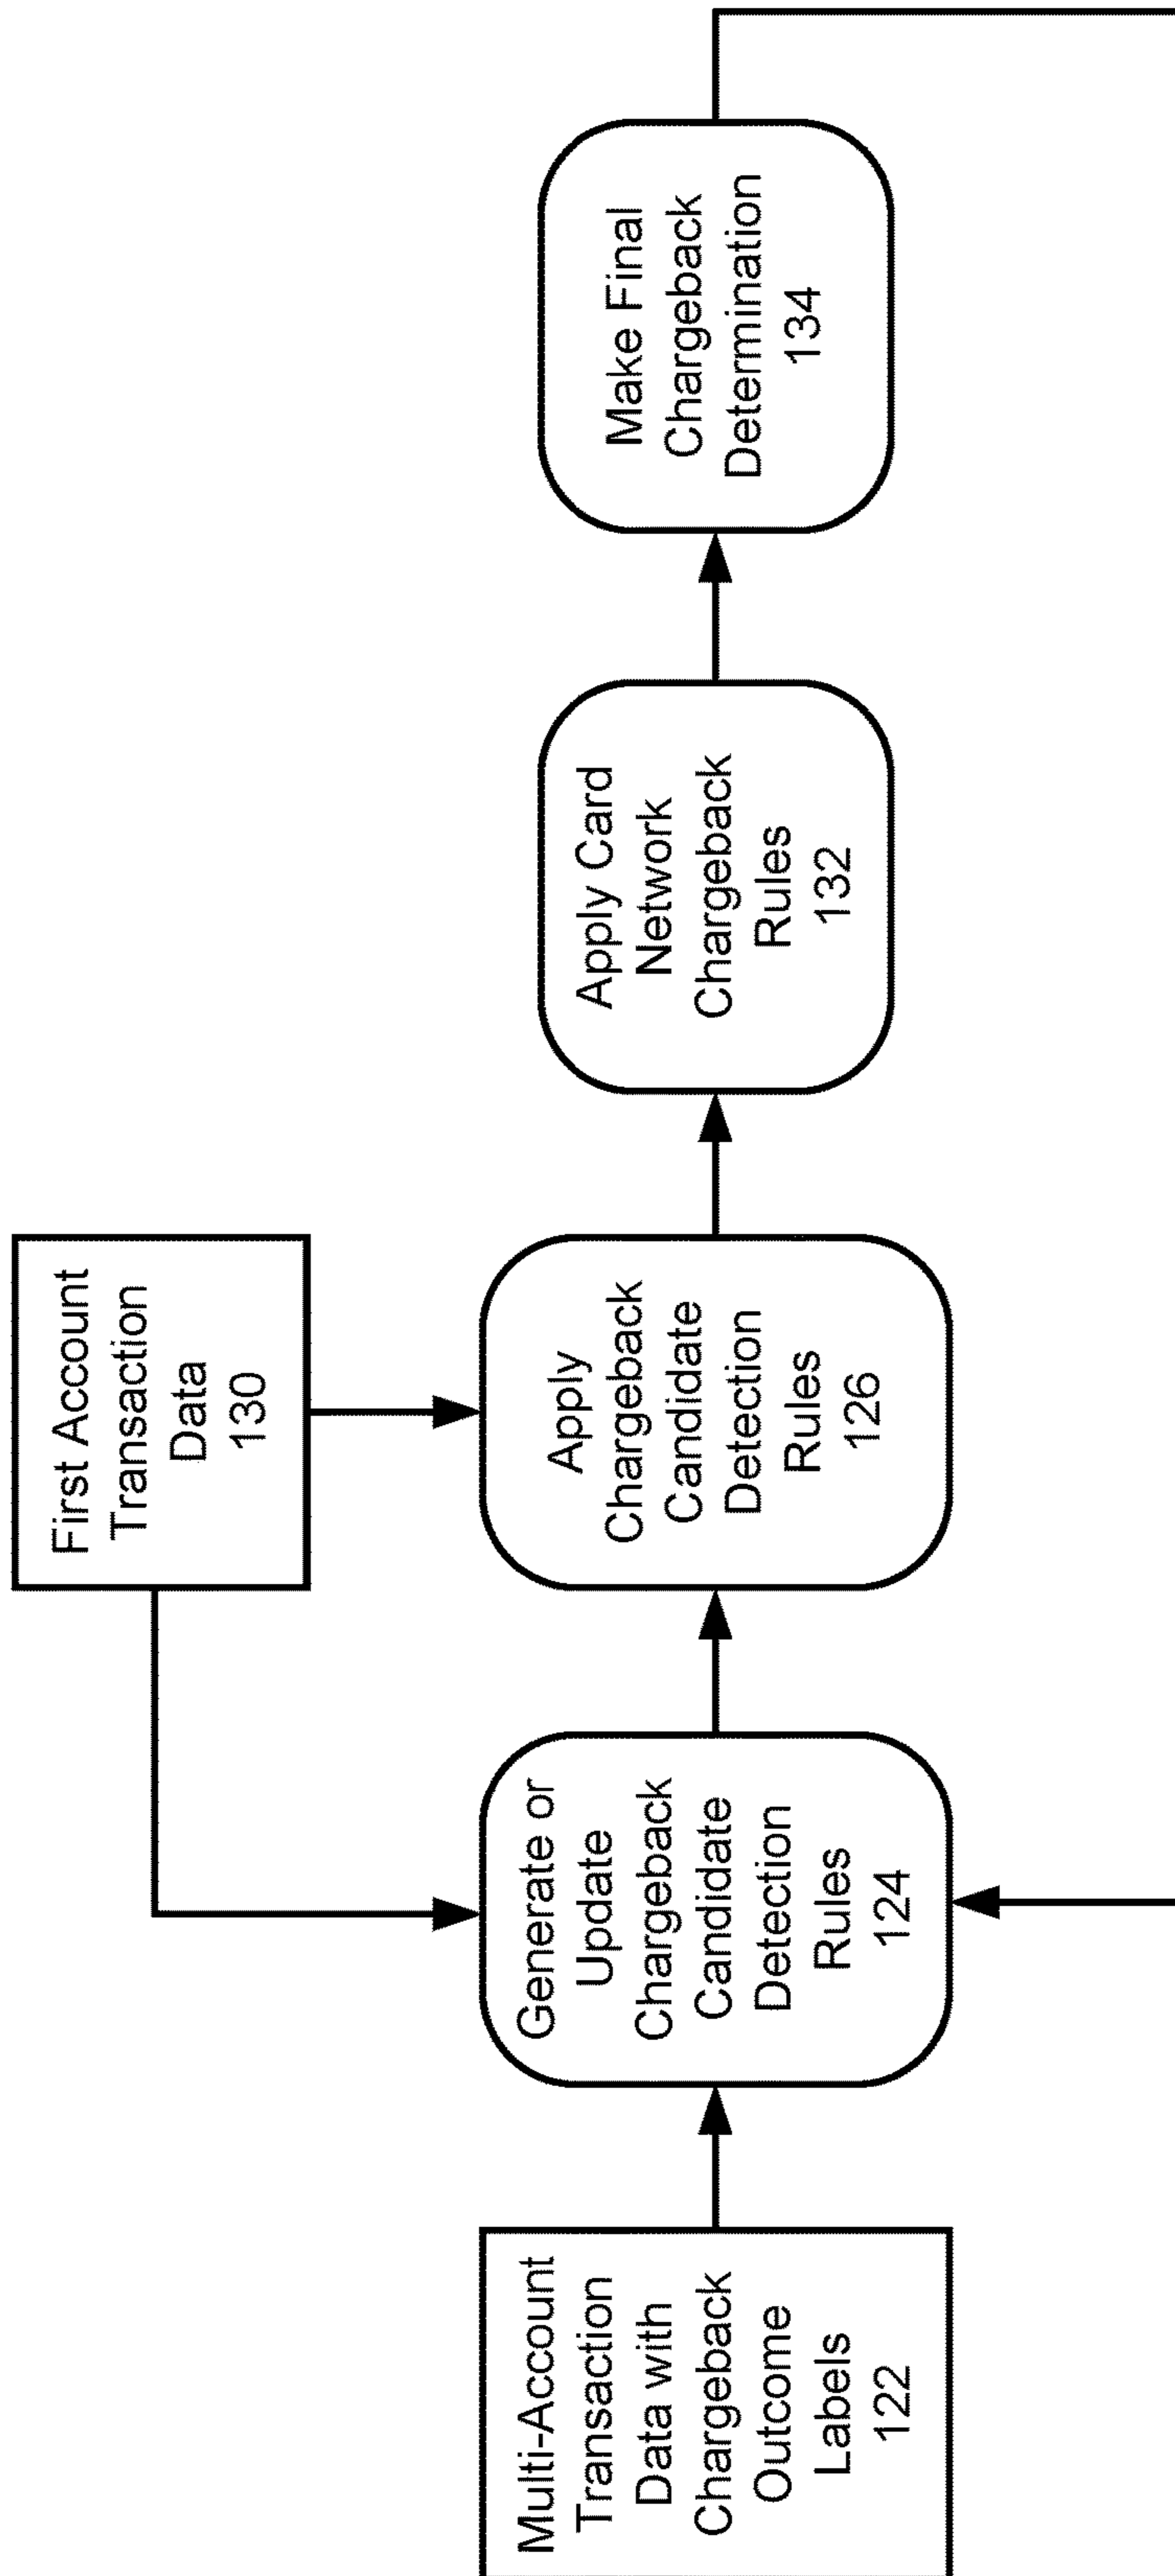 First Account
Transaction
Data
130
Multi-Account
Transaction
Data with
Chargeback
Outcome
Labels
122
Generate or
Update
Chargeback
Candidate
Detection
Rules
124
Apply
Chargeback
Candidate
Detection
Rules
126
Apply Card
Network
Chargeback
Rules
132
Make Final
Chargeback
Determination
134